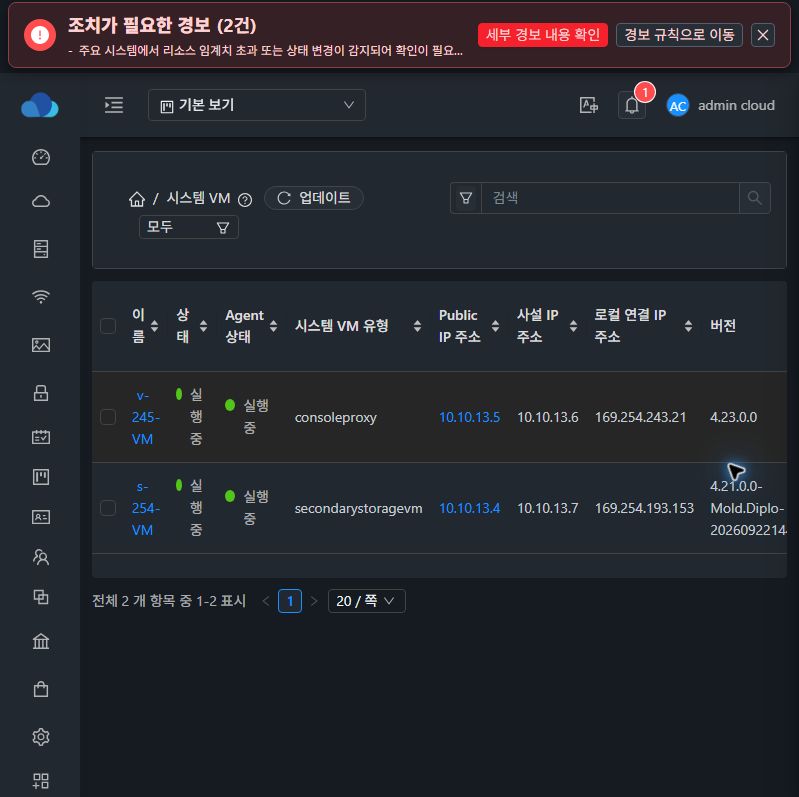 조치가 필요한 경보 (2건)
- 주요 시스템에서 리소스 임계치 초과 또는 상태 변경이 감지되어 확인이 필요...
세부 경보 내용 확인
경보 규칙으로 이동
기본 보기
1
AC
admin cloud
/ 시스템 VM
업데이트
모두
검색
이름
상태
Agent 상태
시스템 VM 유형
Public IP 주소
사설 IP 주소
로컬 연결 IP 주소
버전
v-245-VM
실행 중
실행 중
consoleproxy
10.10.13.5
10.10.13.6
169.254.243.21
4.23.0.0
s-254-VM
실행 중
실행 중
secondarystoragevm
10.10.13.4
10.10.13.7
169.254.193.153
4.21.0.0-Mold.Diplo-2026092214
전체 2 개 항목 중 1-2 표시
< 1 >
20 / 쪽